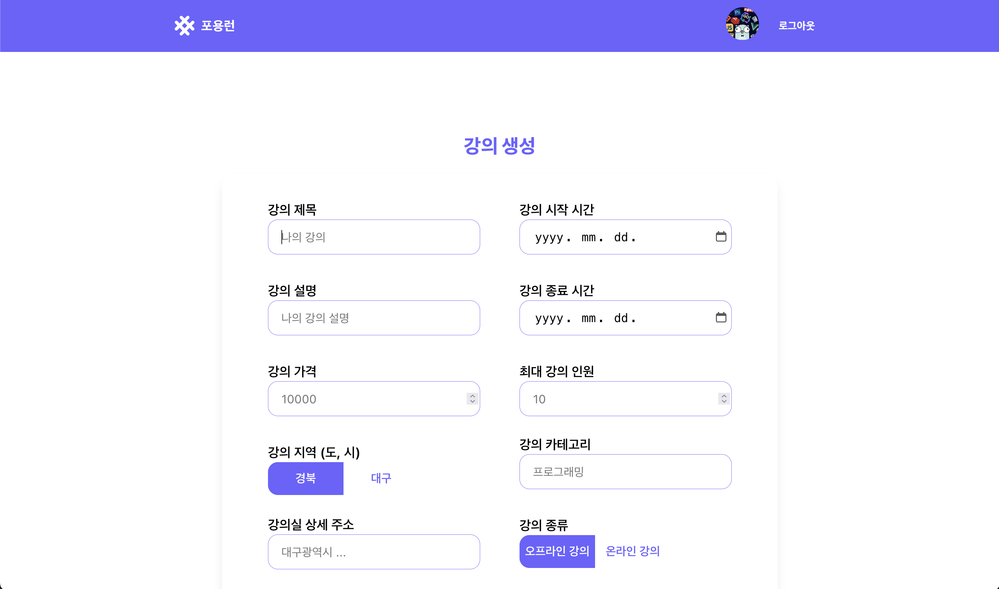 포용런
로그아웃
Ps
npm
GO
JS
강의 생성
강의 제목
나의 강의
강의 시작 시간
yyyy. mm. dd.
강의 설명
나의 강의 설명
강의 종료 시간
yyyy. mm. dd.
강의 가격
10000
최대 강의 인원
10
강의 지역 (도, 시)
경북 대구
강의 카테고리
프로그래밍
강의실 상세 주소
대구광역시 ...
강의 종류
오프라인 강의 온라인 강의